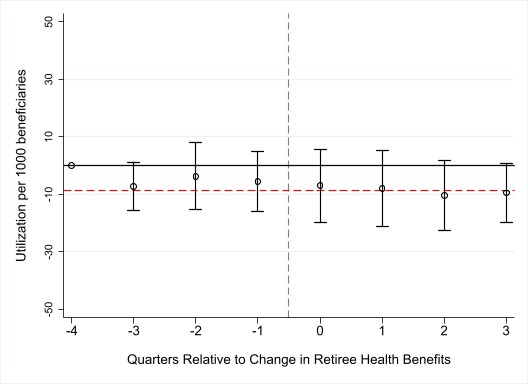 Utilization per 1000 beneficiaries
50
30
10
-10
-30
-50
-4 -3 -2 -1 0 1 2 3
Quarters Relative to Change in Retiree Health Benefits